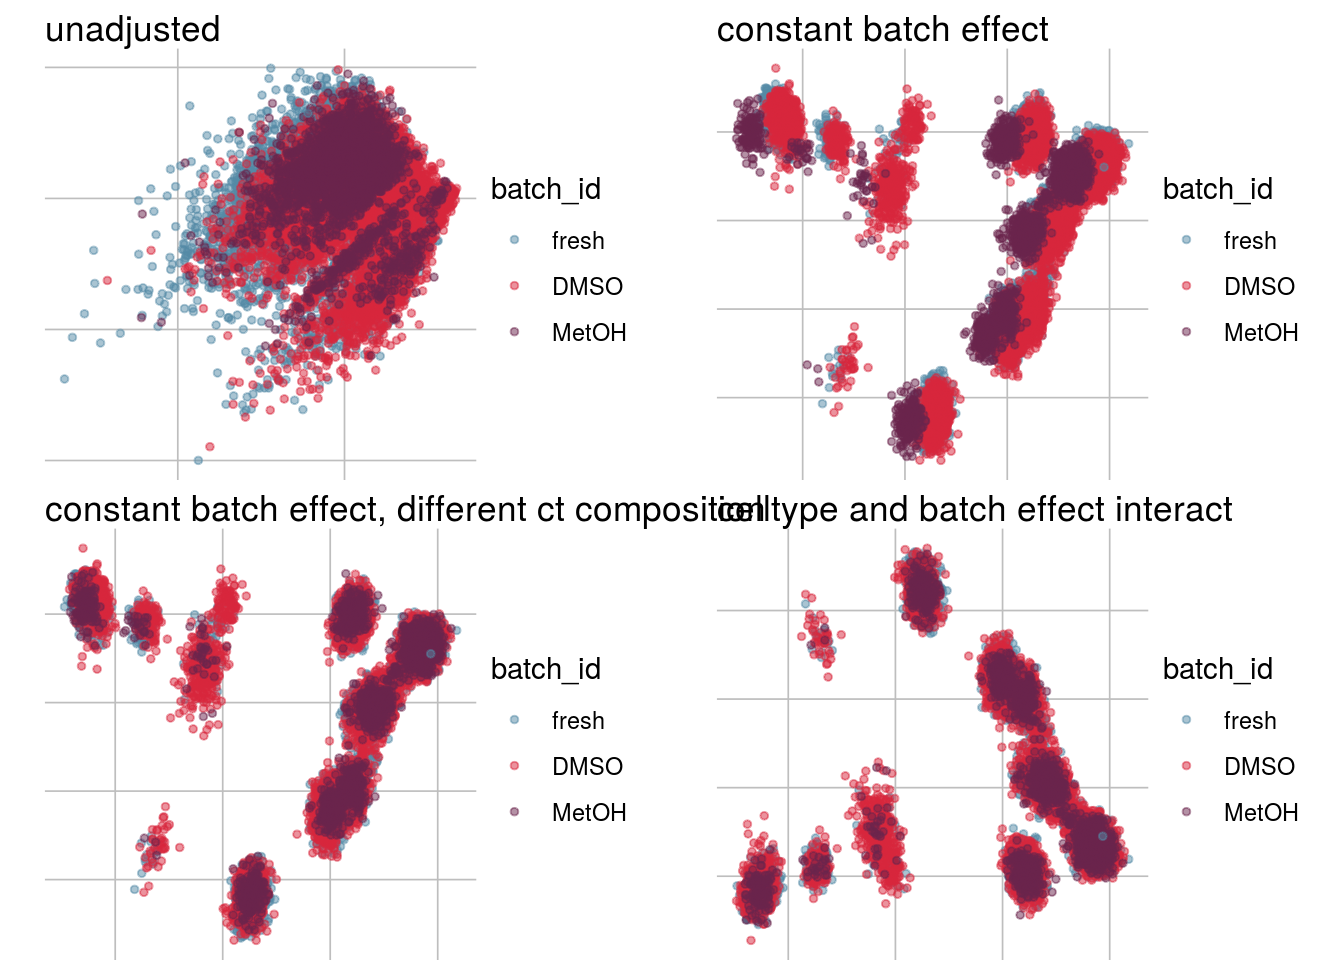 unadjusted
batch_id
fresh
DMSO
MetOH
constant batch effect
batch_id
fresh
DMSO
MetOH
constant batch effect, different ct composition
batch_id
fresh
DMSO
MetOH
celltype and batch effect interact
batch_id
fresh
DMSO
MetOH